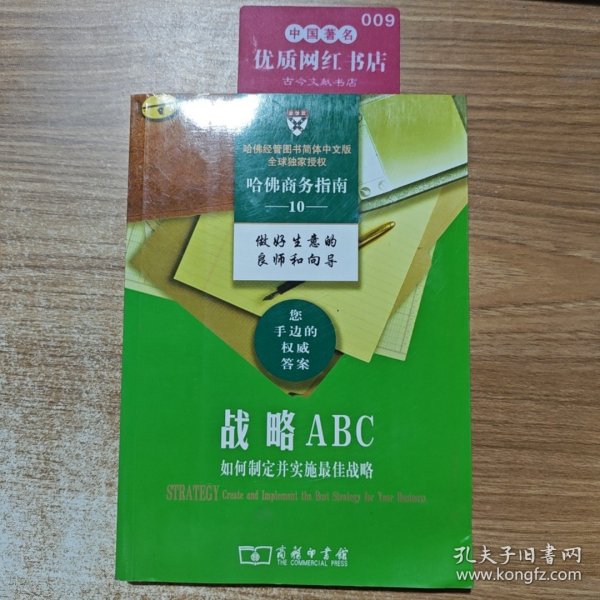 009
中国著名
优质网红书店
古今文献书店
哈佛经管图书简体中文版
全球独家授权
哈佛商务指南
—10—
做好生意的
良师和向导
您
手边的
权威
答案
战略ABC
如何制定并实施最佳战略
STRATEGY Create and Implement the Best Strategy for Your Business
商務印書館
THE COMMERCIAL PRESS
孔夫子旧书网
www.kongfz.com